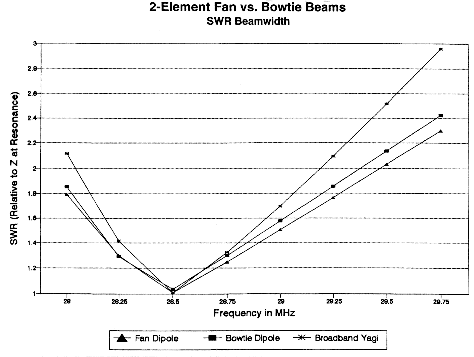 2-Element Fan vs. Bowtie Beams
SWR Beamwidth
SWR (Relative to Z at Resonance)
3
2.8
2.6
2.4
2.2
2
1.8
1.6
1.4
1.2
1
28 28.25 28.5 28.75 29 29.25 29.5 29.75
Frequency in MHz
Fan Dipole Bowtie Dipole Broadband Yagi